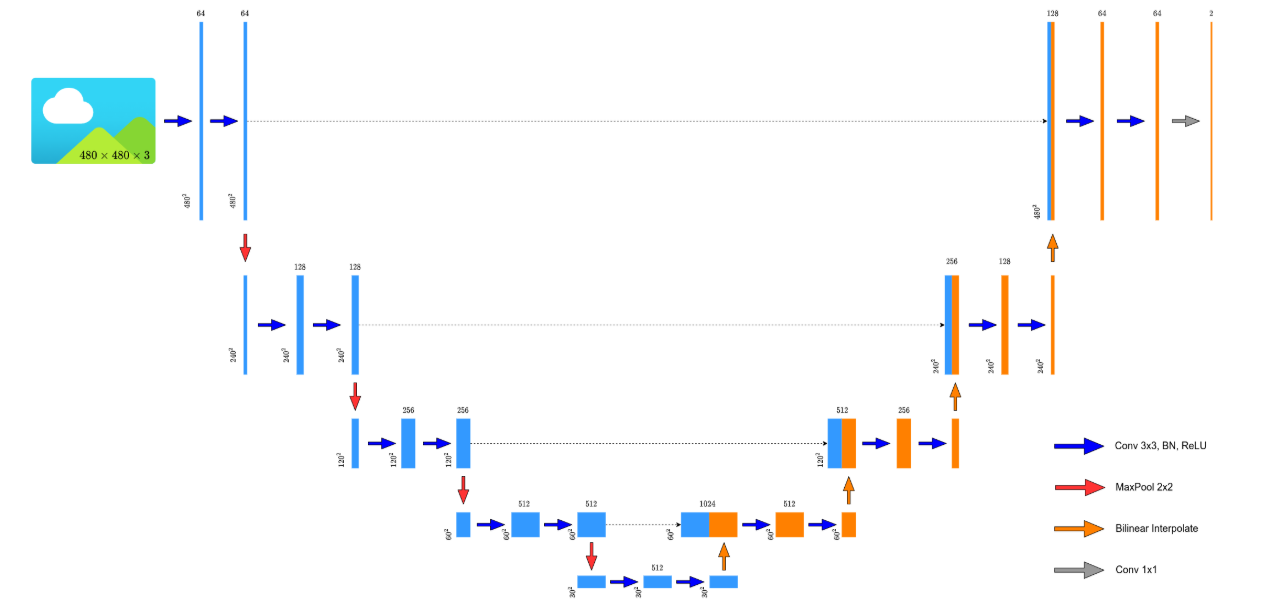 64 64 128 64 64 2
480 × 480 × 3
480² 480² 480²
128 128 256 128
240² 240² 240² 240² 240² 240²
256 256 512 256
120² 120² 120² 120²
Conv 3x3, BN, ReLU
MaxPool 2x2
512 512 1024 512
Bilinear Interpolate
60² 60² 60² 60² 60² 60²
512
Conv 1x1
30² 30² 30²